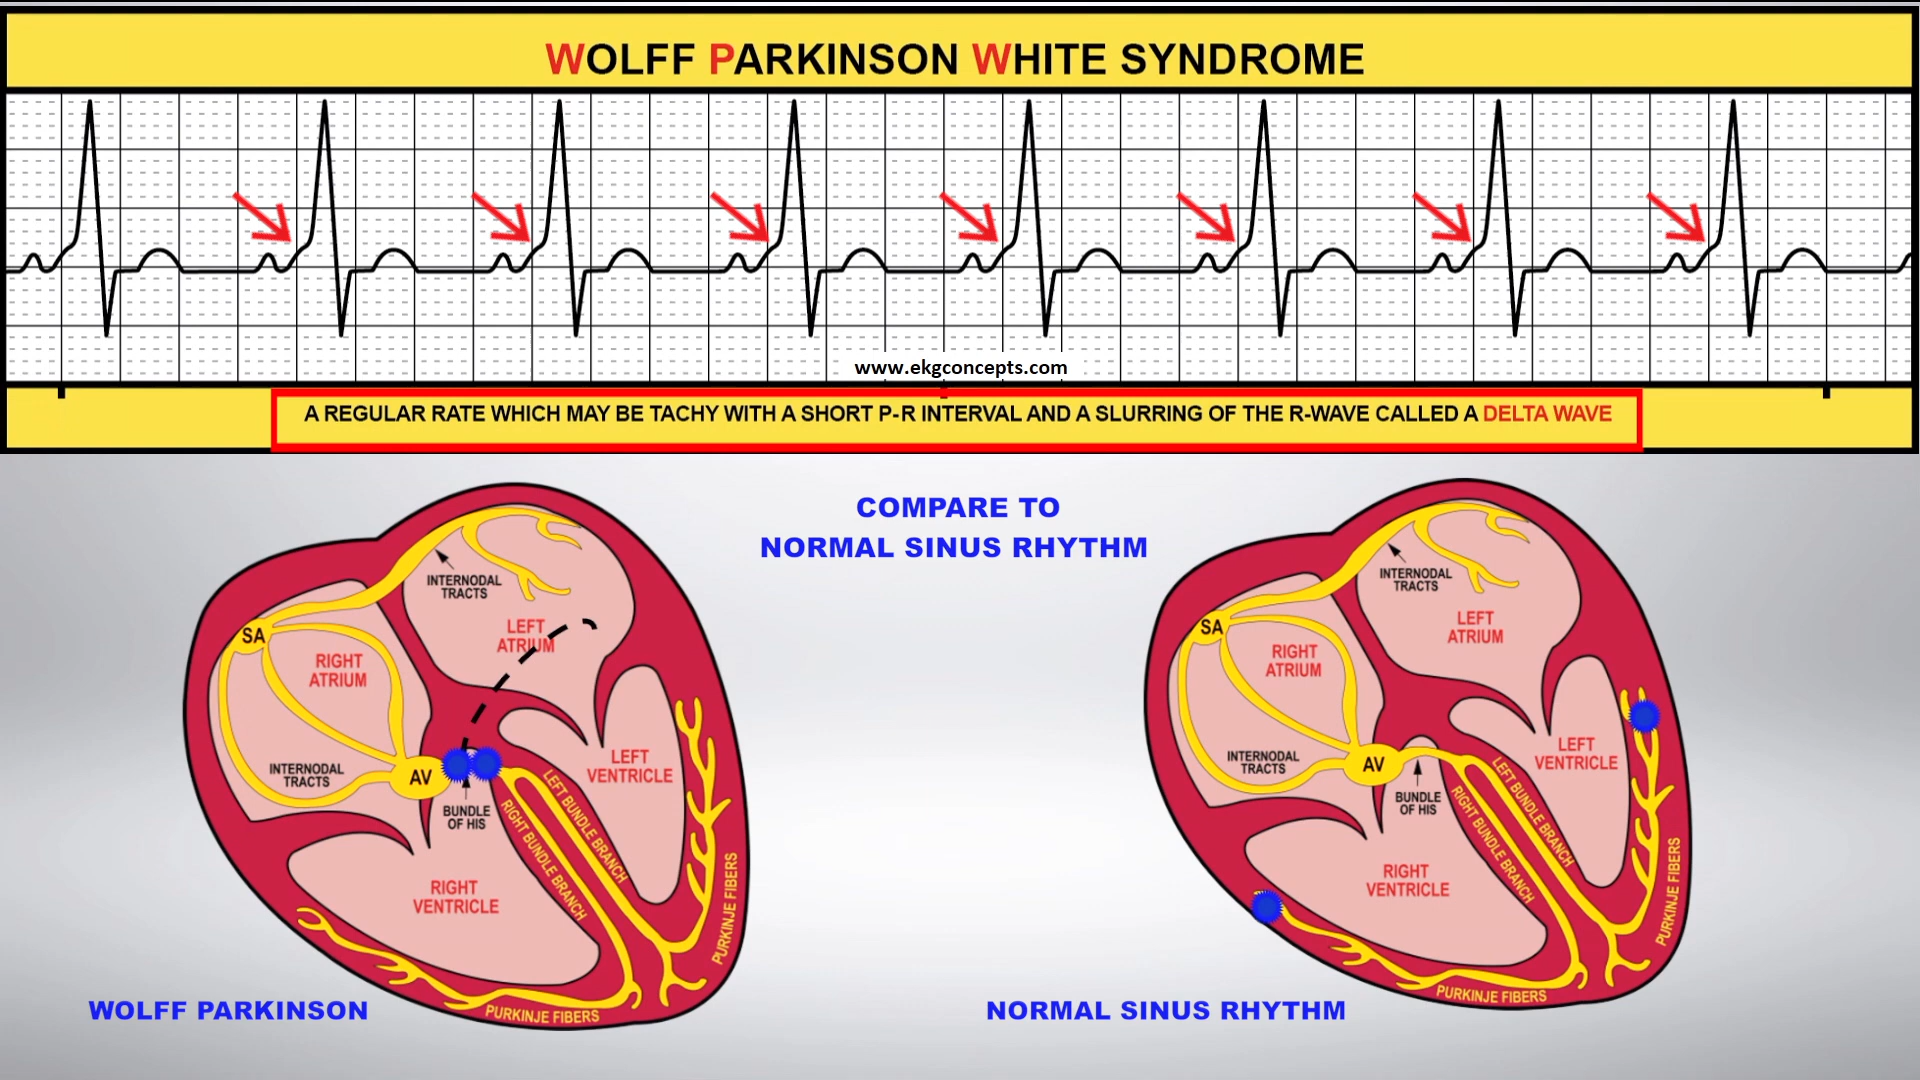 WOLFF PARKINSON WHITE SYNDROME
www.ekgconcepts.com
A REGULAR RATE WHICH MAY BE TACHY WITH A SHORT P-R INTERVAL AND A SLURRING OF THE R-WAVE CALLED A DELTA WAVE
COMPARE TO
NORMAL SINUS RHYTHM
INTERNODAL
TRACTS
SA
LEFT
ATRIUM
RIGHT
ATRIUM
LEFT
VENTRICLE
INTERNODAL
TRACTS
AV
BUNDLE
OF HIS
LEFT BUNDLE BRANCH
RIGHT BUNDLE BRANCH
RIGHT
VENTRICLE
PURKINJE FIBERS
PURKINJE FIBERS
WOLFF PARKINSON
INTERNODAL
TRACTS
SA
LEFT
ATRIUM
RIGHT
ATRIUM
LEFT
VENTRICLE
INTERNODAL
TRACTS
AV
BUNDLE
OF HIS
LEFT BUNDLE BRANCH
RIGHT BUNDLE BRANCH
RIGHT
VENTRICLE
PURKINJE FIBERS
PURKINJE FIBERS
NORMAL SINUS RHYTHM